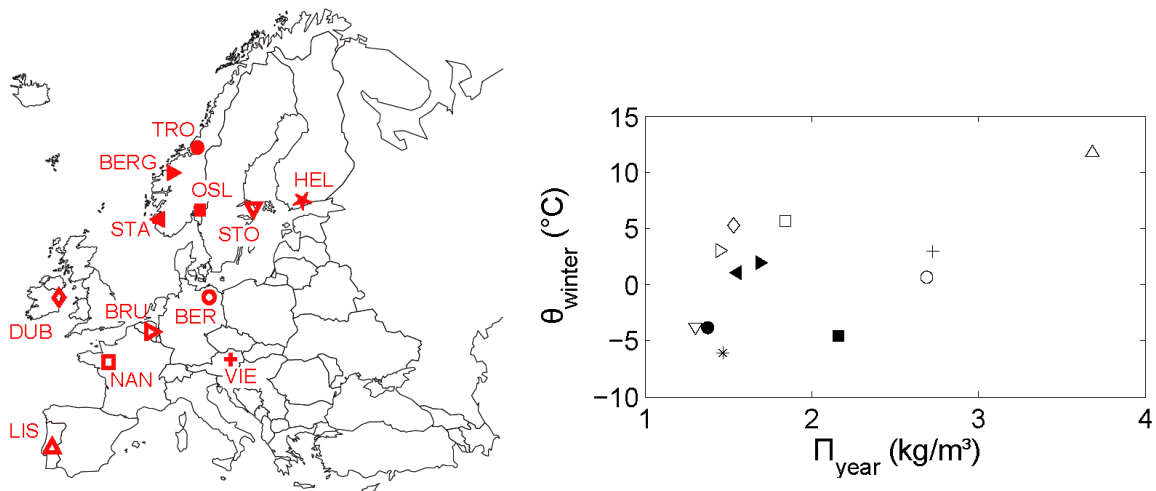 TRO
BERG
OSL
HEL
STA
STO
DUB
BRU
BER
NAN
VIE
LIS
15
10
5
0
−5
−10
θwinter (°C)
1
2
3
4
Πyear (kg/m³)